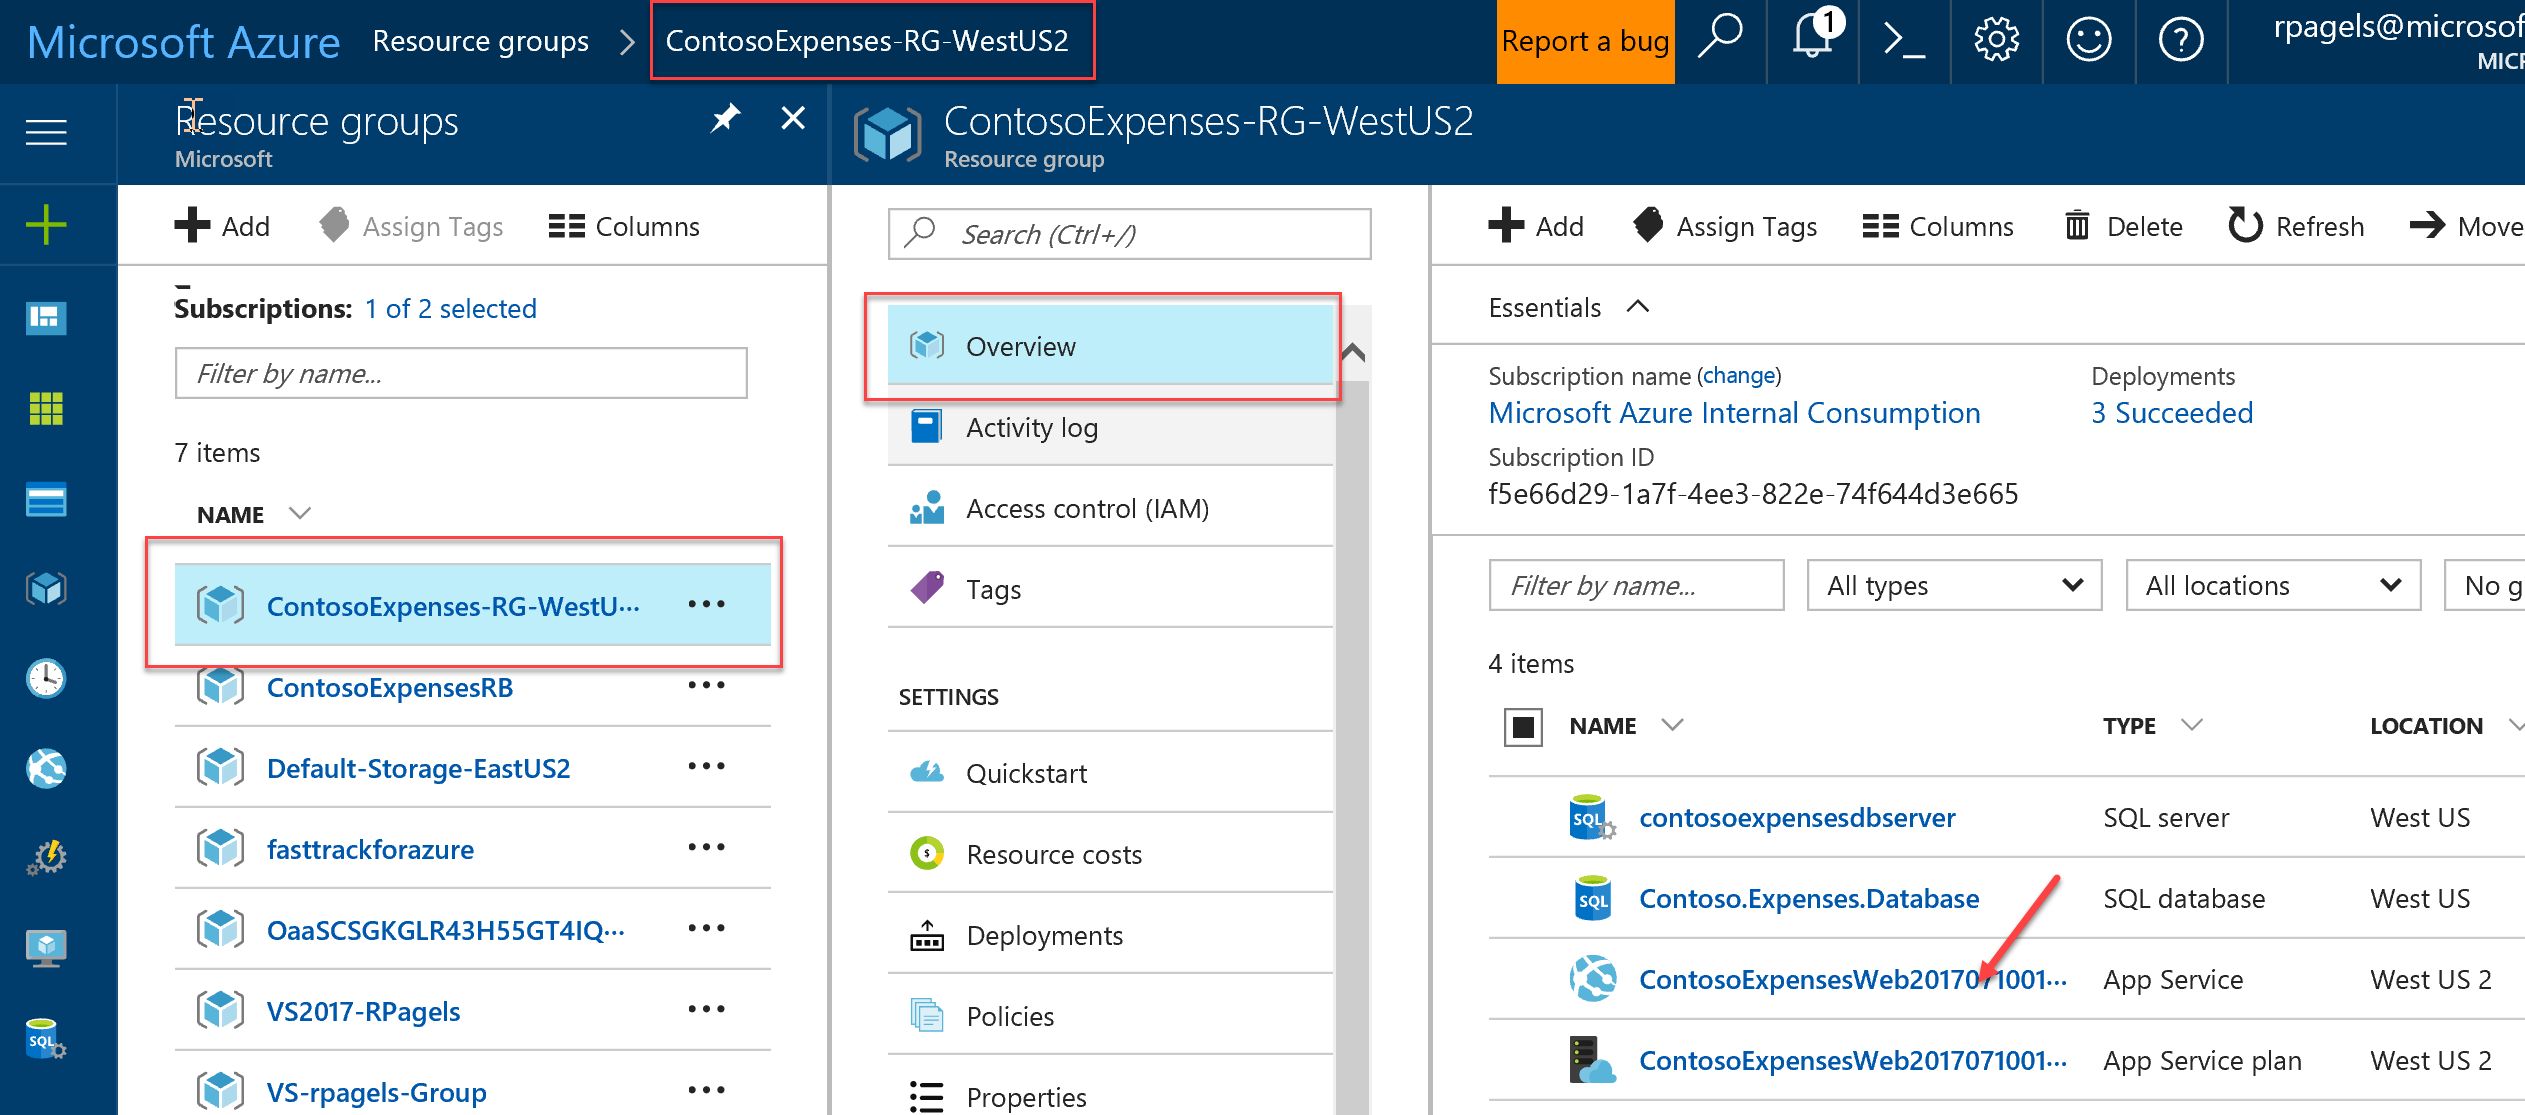 Microsoft Azure Resource groups > ContosoExpenses-RG-WestUS2 Report a bug 1 rpagels@microsof
MICR
Resource groups
Microsoft
ContosoExpenses-RG-WestUS2
Resource group
Add Assign Tags Columns
Subscriptions: 1 of 2 selected
Filter by name...
7 items
NAME
ContosoExpenses-RG-WestU...
ContosoExpensesRB
Default-Storage-EastUS2
fasttrackforazure
OaaSCSGKGLR43H55GT4IQ...
VS2017-RPagels
VS-rpagels-Group
Search (Ctrl+/)
Overview
Activity log
Access control (IAM)
Tags
SETTINGS
Quickstart
Resource costs
Deployments
Policies
Properties
Add Assign Tags Columns Delete Refresh Move
Essentials
Subscription name (change) Deployments
Microsoft Azure Internal Consumption 3 Succeeded
Subscription ID
f5e66d29-1a7f-4ee3-822e-74f644d3e665
Filter by name... All types All locations No g
4 items
NAME TYPE LOCATION
SQL contosoexpensesdbserver SQL server West US
SQL Contoso.Expenses.Database SQL database West US
ContosoExpensesWeb2017071001... App Service West US 2
ContosoExpensesWeb2017071001... App Service plan West US 2
SQL